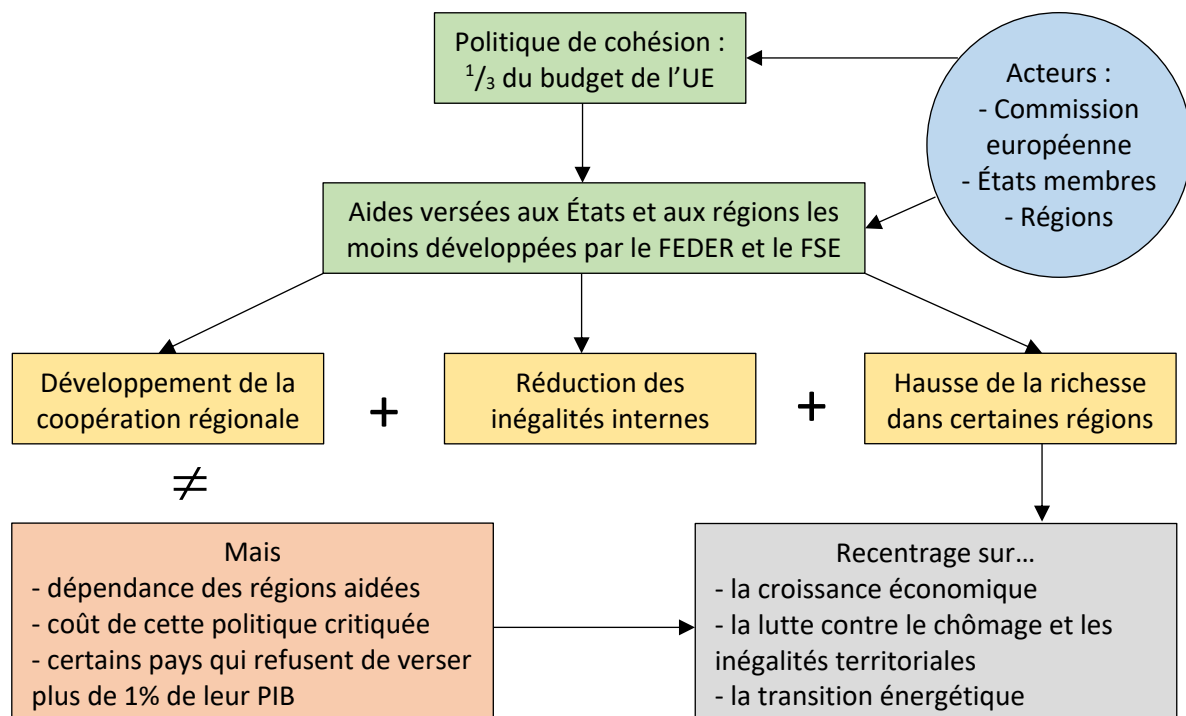 Politique de cohésion :
1/3 du budget de l’UE
Acteurs :
- Commission
européenne
- États membres
- Régions
Aides versées aux États et aux régions les
moins développées par le FEDER et le FSE
Développement de la
coopération régionale
+
Réduction des
inégalités internes
+
Hausse de la richesse
dans certaines régions
≠
Mais
- dépendance des régions aidées
- coût de cette politique critiquée
- certains pays qui refusent de verser
plus de 1% de leur PIB
Recentrage sur…
- la croissance économique
- la lutte contre le chômage et les
inégalités territoriales
- la transition énergétique